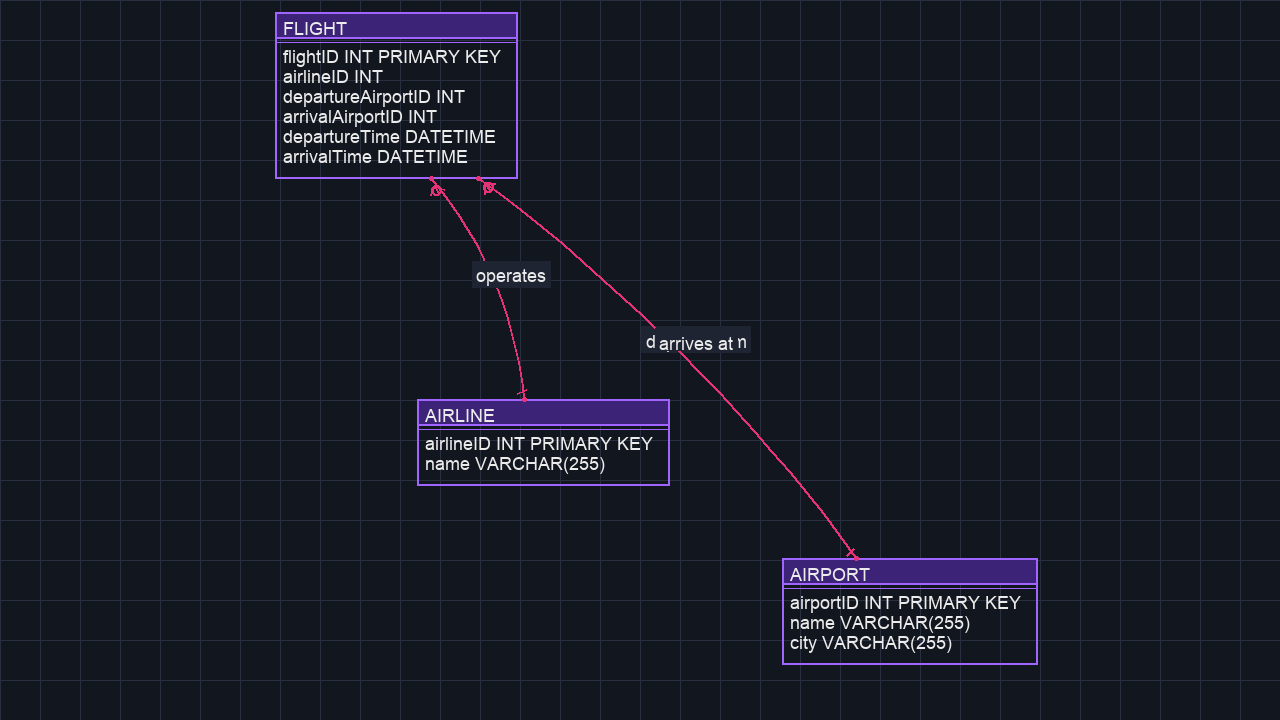 FLIGHT
flightID INT PRIMARY KEY
airlineID INT
departureAirportID INT
arrivalAirportID INT
departureTime DATETIME
arrivalTime DATETIME
operates
arrives at
AIRLINE
airlineID INT PRIMARY KEY
name VARCHAR(255)
AIRPORT
airportID INT PRIMARY KEY
name VARCHAR(255)
city VARCHAR(255)